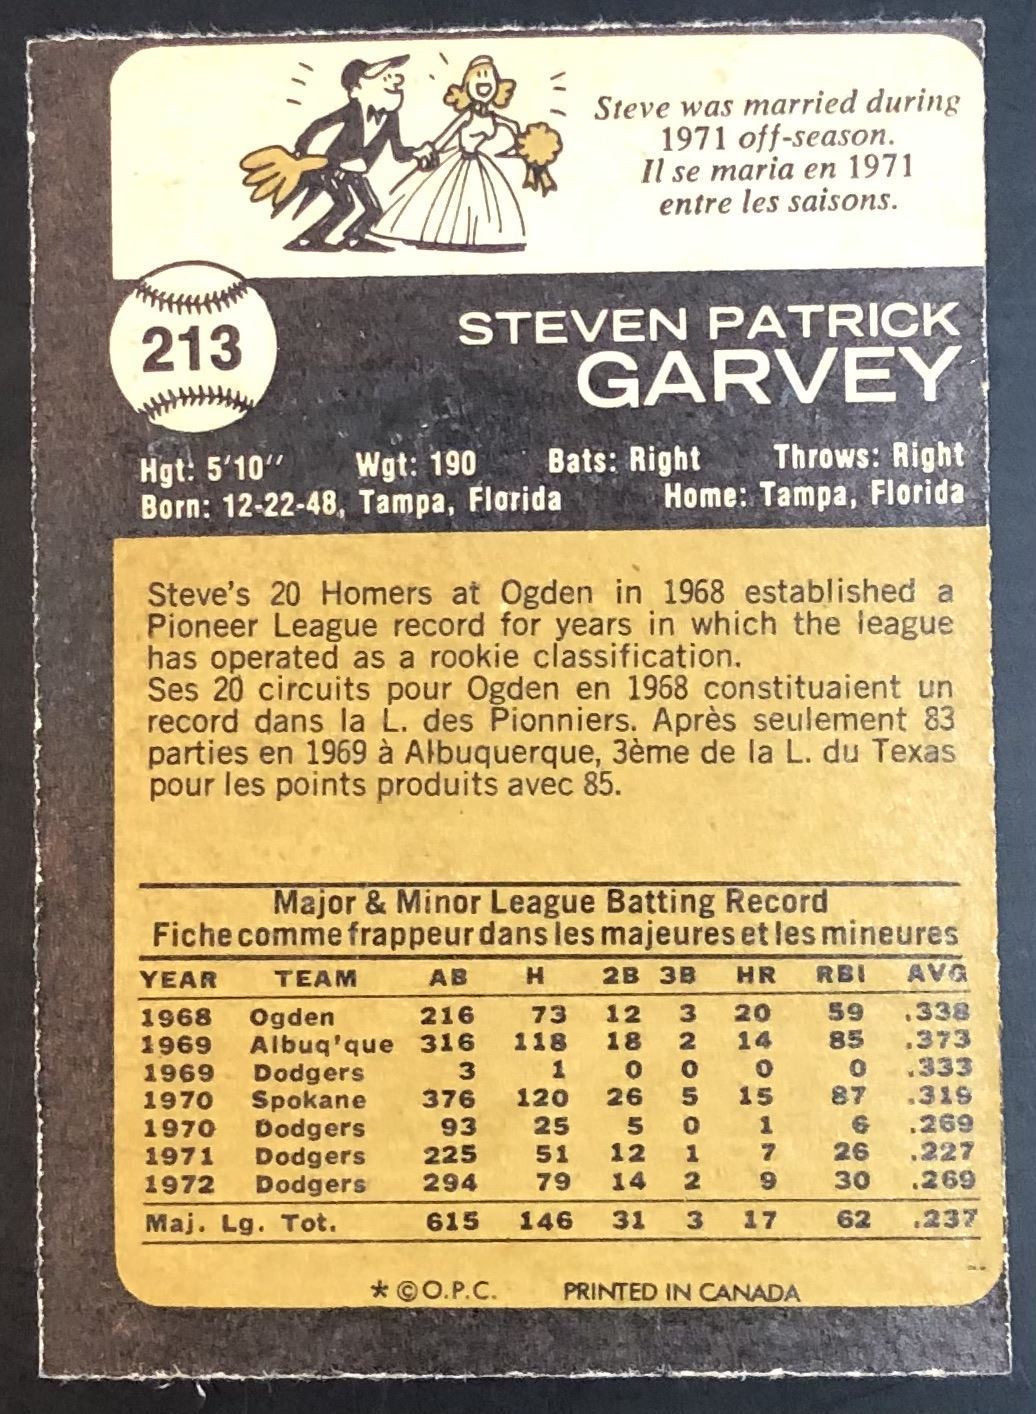 Steve was married during
1971 off-season.
Il se maria en 1971
entre les saisons.
213
STEVEN PATRICK
GARVEY
Hgt: 5'10" Wgt: 190 Bats: Right Throws: Right
Born: 12-22-48, Tampa, Florida Home: Tampa, Florida
Steve's 20 Homers at Ogden in 1968 established a
Pioneer League record for years in which the league
has operated as a rookie classification.
Ses 20 circuits pour Ogden en 1968 constituaient un
record dans la L. des Pionniers. Après seulement 83
parties en 1969 à Albuquerque, 3ème de la L. du Texas
pour les points produits avec 85.
Major & Minor League Batting Record
Fiche comme frappeur dans les majeures et les mineures
YEAR TEAM AB H 2B 3B HR RBI AVG
1968 Ogden 216 73 12 3 20 59 .338
1969 Albuq'que 316 118 18 2 14 85 .373
1969 Dodgers 3 1 0 0 0 0 .333
1970 Spokane 376 120 26 5 15 87 .319
1970 Dodgers 93 25 5 0 1 6 .269
1971 Dodgers 225 51 12 1 7 26 .227
1972 Dodgers 294 79 14 2 9 30 .269
Maj. Lg. Tot. 615 146 31 3 17 62 .237
* © O.P.C. PRINTED IN CANADA